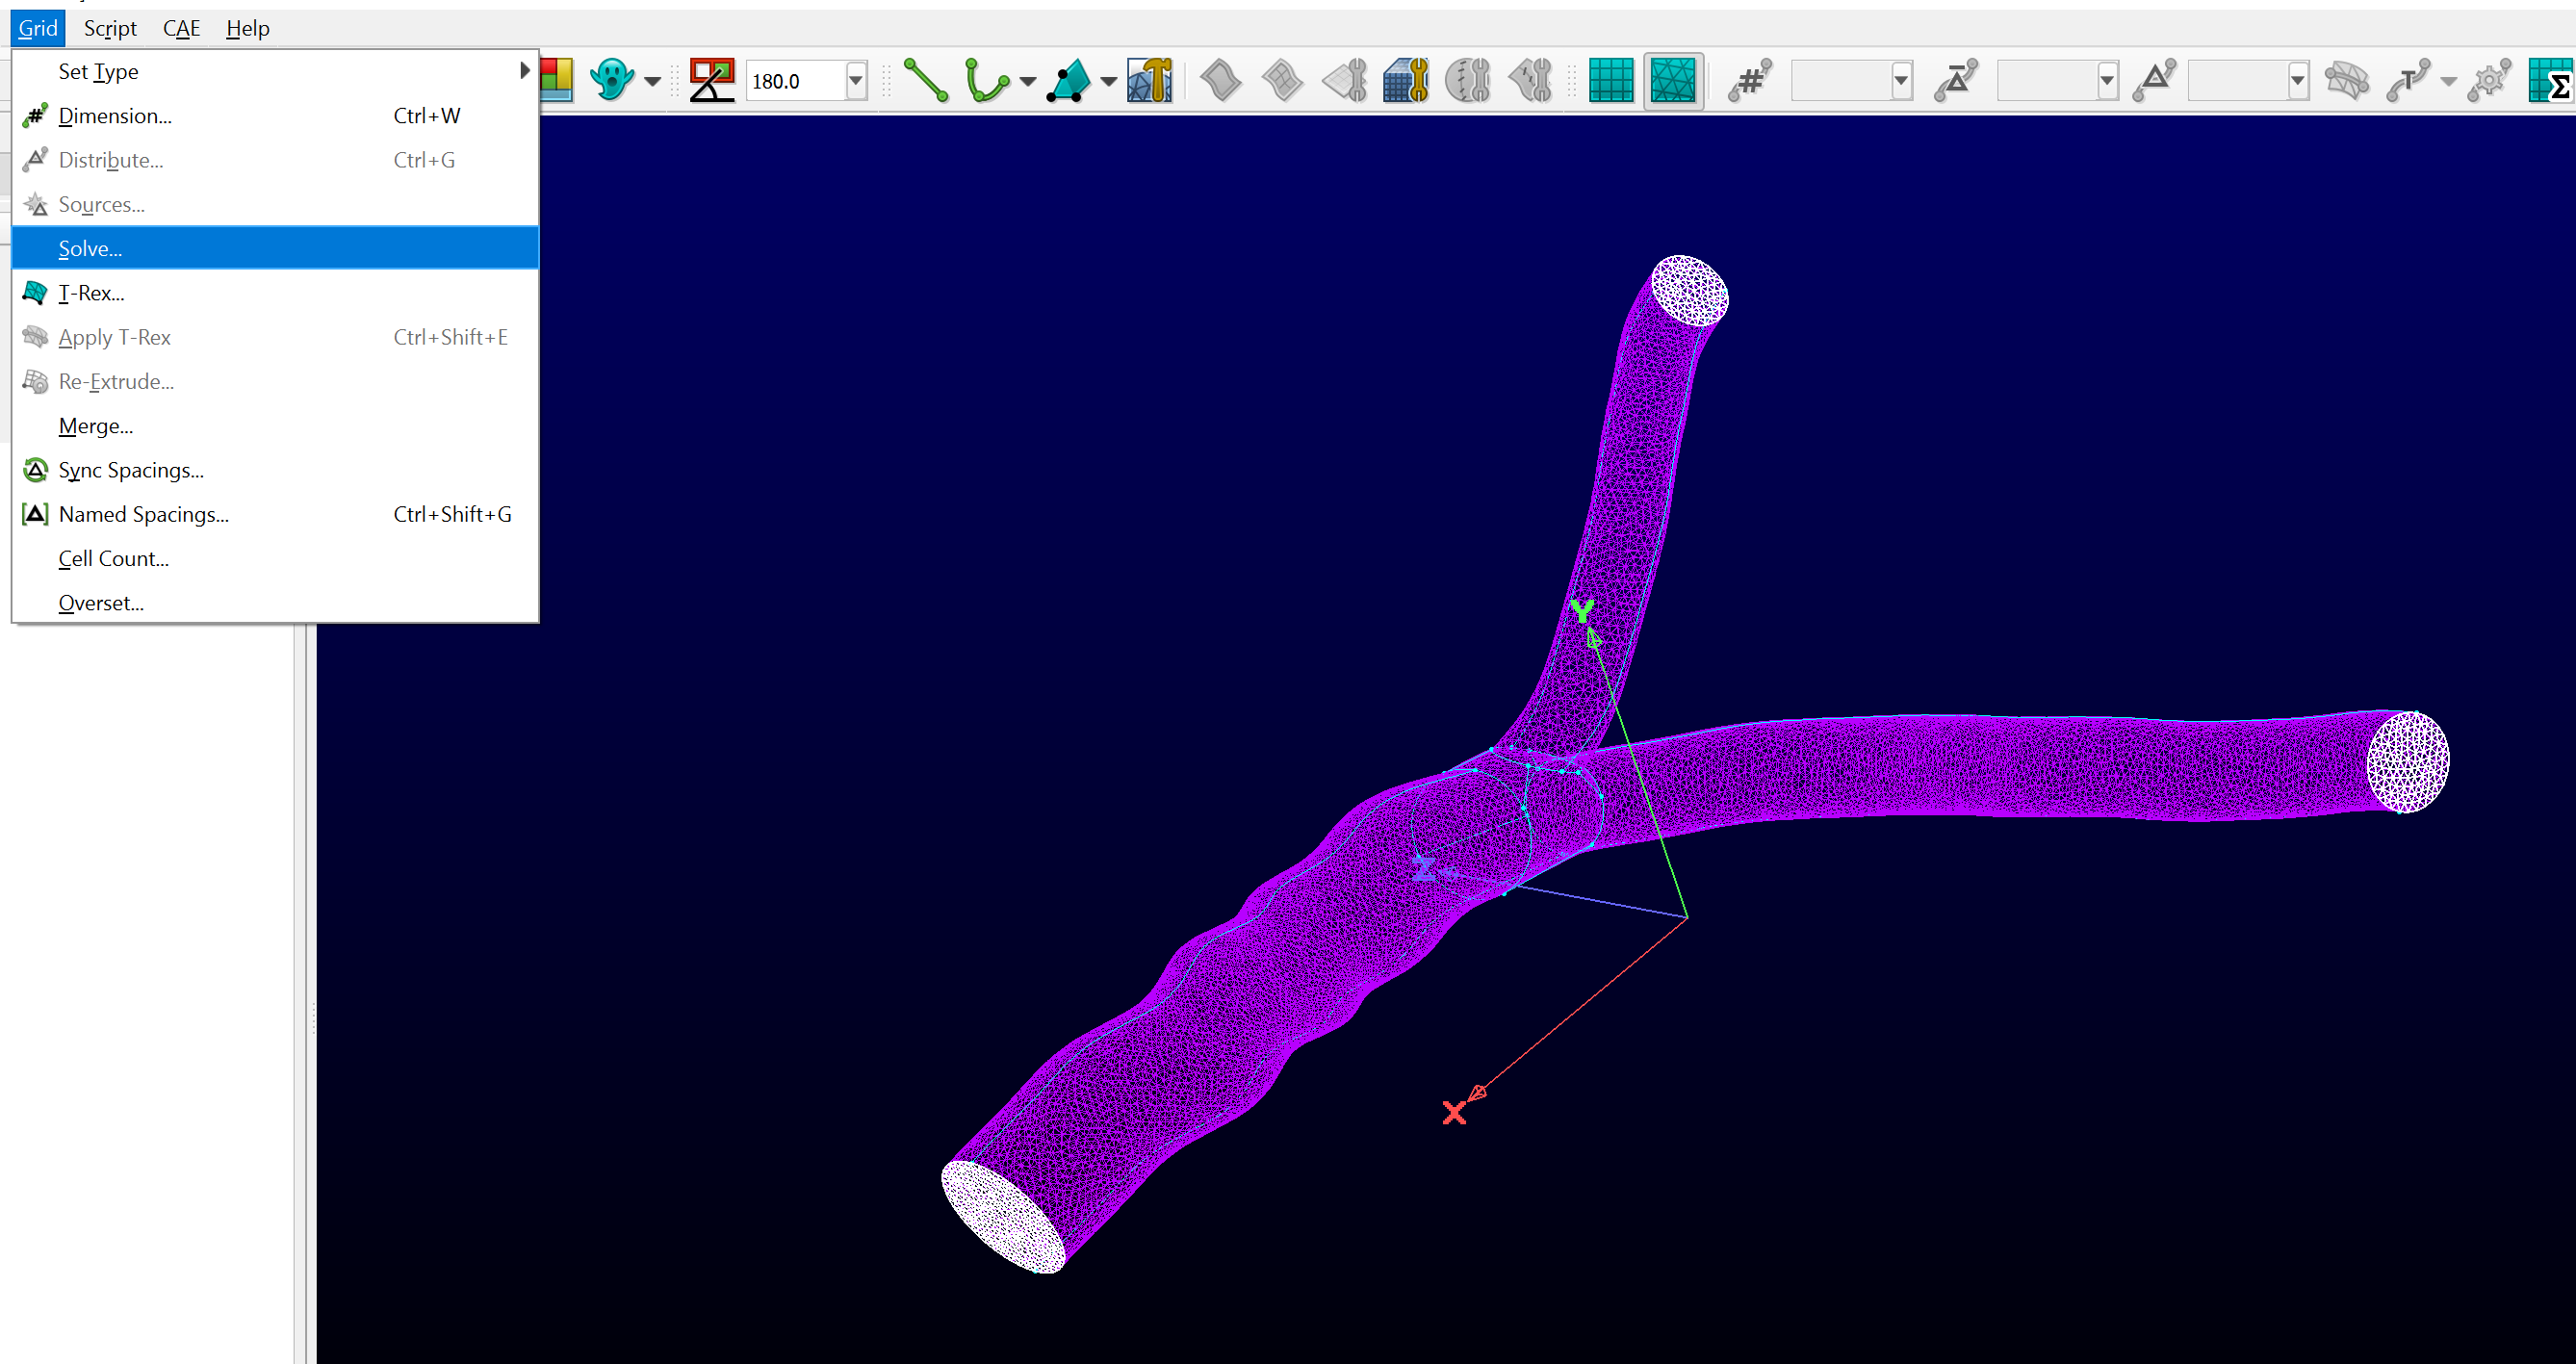 Grid Script CAE Help
180.0
Set Type
Dimension... Ctrl+W
Distribute... Ctrl+G
Sources...
Solve...
T-Rex...
Apply T-Rex Ctrl+Shift+E
Re-Extrude...
Merge...
Sync Spacings...
Named Spacings... Ctrl+Shift+G
Cell Count...
Overset...
Y
Z
X